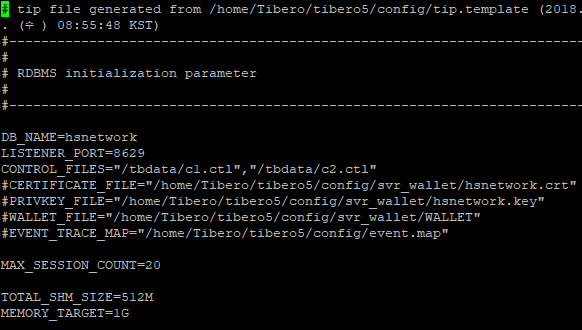 # tip file generated from /home/Tibero/tibero5/config/tip.template (2018.
. (수 ) 08:55:48 KST)
#-------------------------------------------------------------------------------
#
# RDBMS initialization parameter
#
#-------------------------------------------------------------------------------
DB_NAME=hsnetwork
LISTENER_PORT=8629
CONTROL_FILES="/tbdata/c1.ctl","/tbdata/c2.ctl"
#CERTIFICATE_FILE="/home/Tibero/tibero5/config/svr_wallet/hsnetwork.crt"
#PRIVKEY_FILE="/home/Tibero/tibero5/config/svr_wallet/hsnetwork.key"
#WALLET_FILE="/home/Tibero/tibero5/config/svr_wallet/WALLET"
#EVENT_TRACE_MAP="/home/Tibero/tibero5/config/event.map"
MAX_SESSION_COUNT=20
TOTAL_SHM_SIZE=512M
MEMORY_TARGET=1G